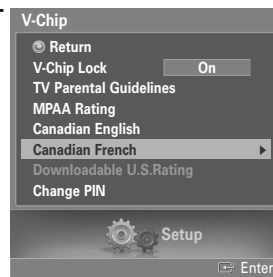 V-Chip
Return
V-Chip Lock On
TV Parental Guidelines
MPAA Rating
Canadian English
Canadian French
Downloadable U.S.Rating
Change PIN
Setup
Enter